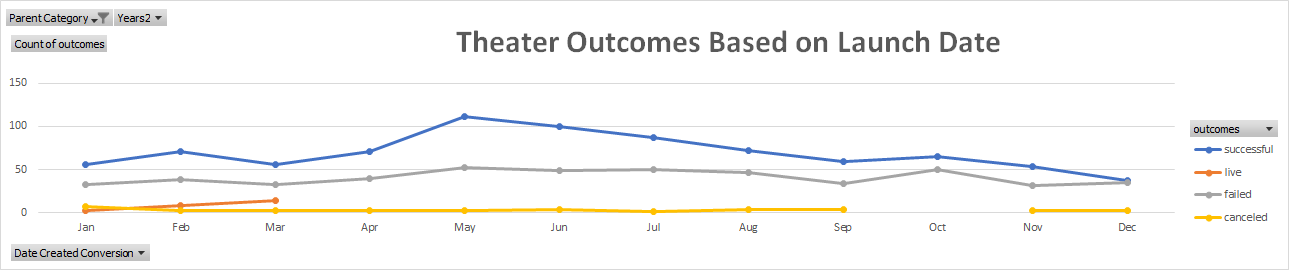 Parent Category Years2
Count of outcomes
Theater Outcomes Based on Launch Date
150
100
50
0
Jan Feb Mar Apr May Jun Jul Aug Sep Oct Nov Dec
outcomes
successful
live
failed
canceled
Date Created Conversion